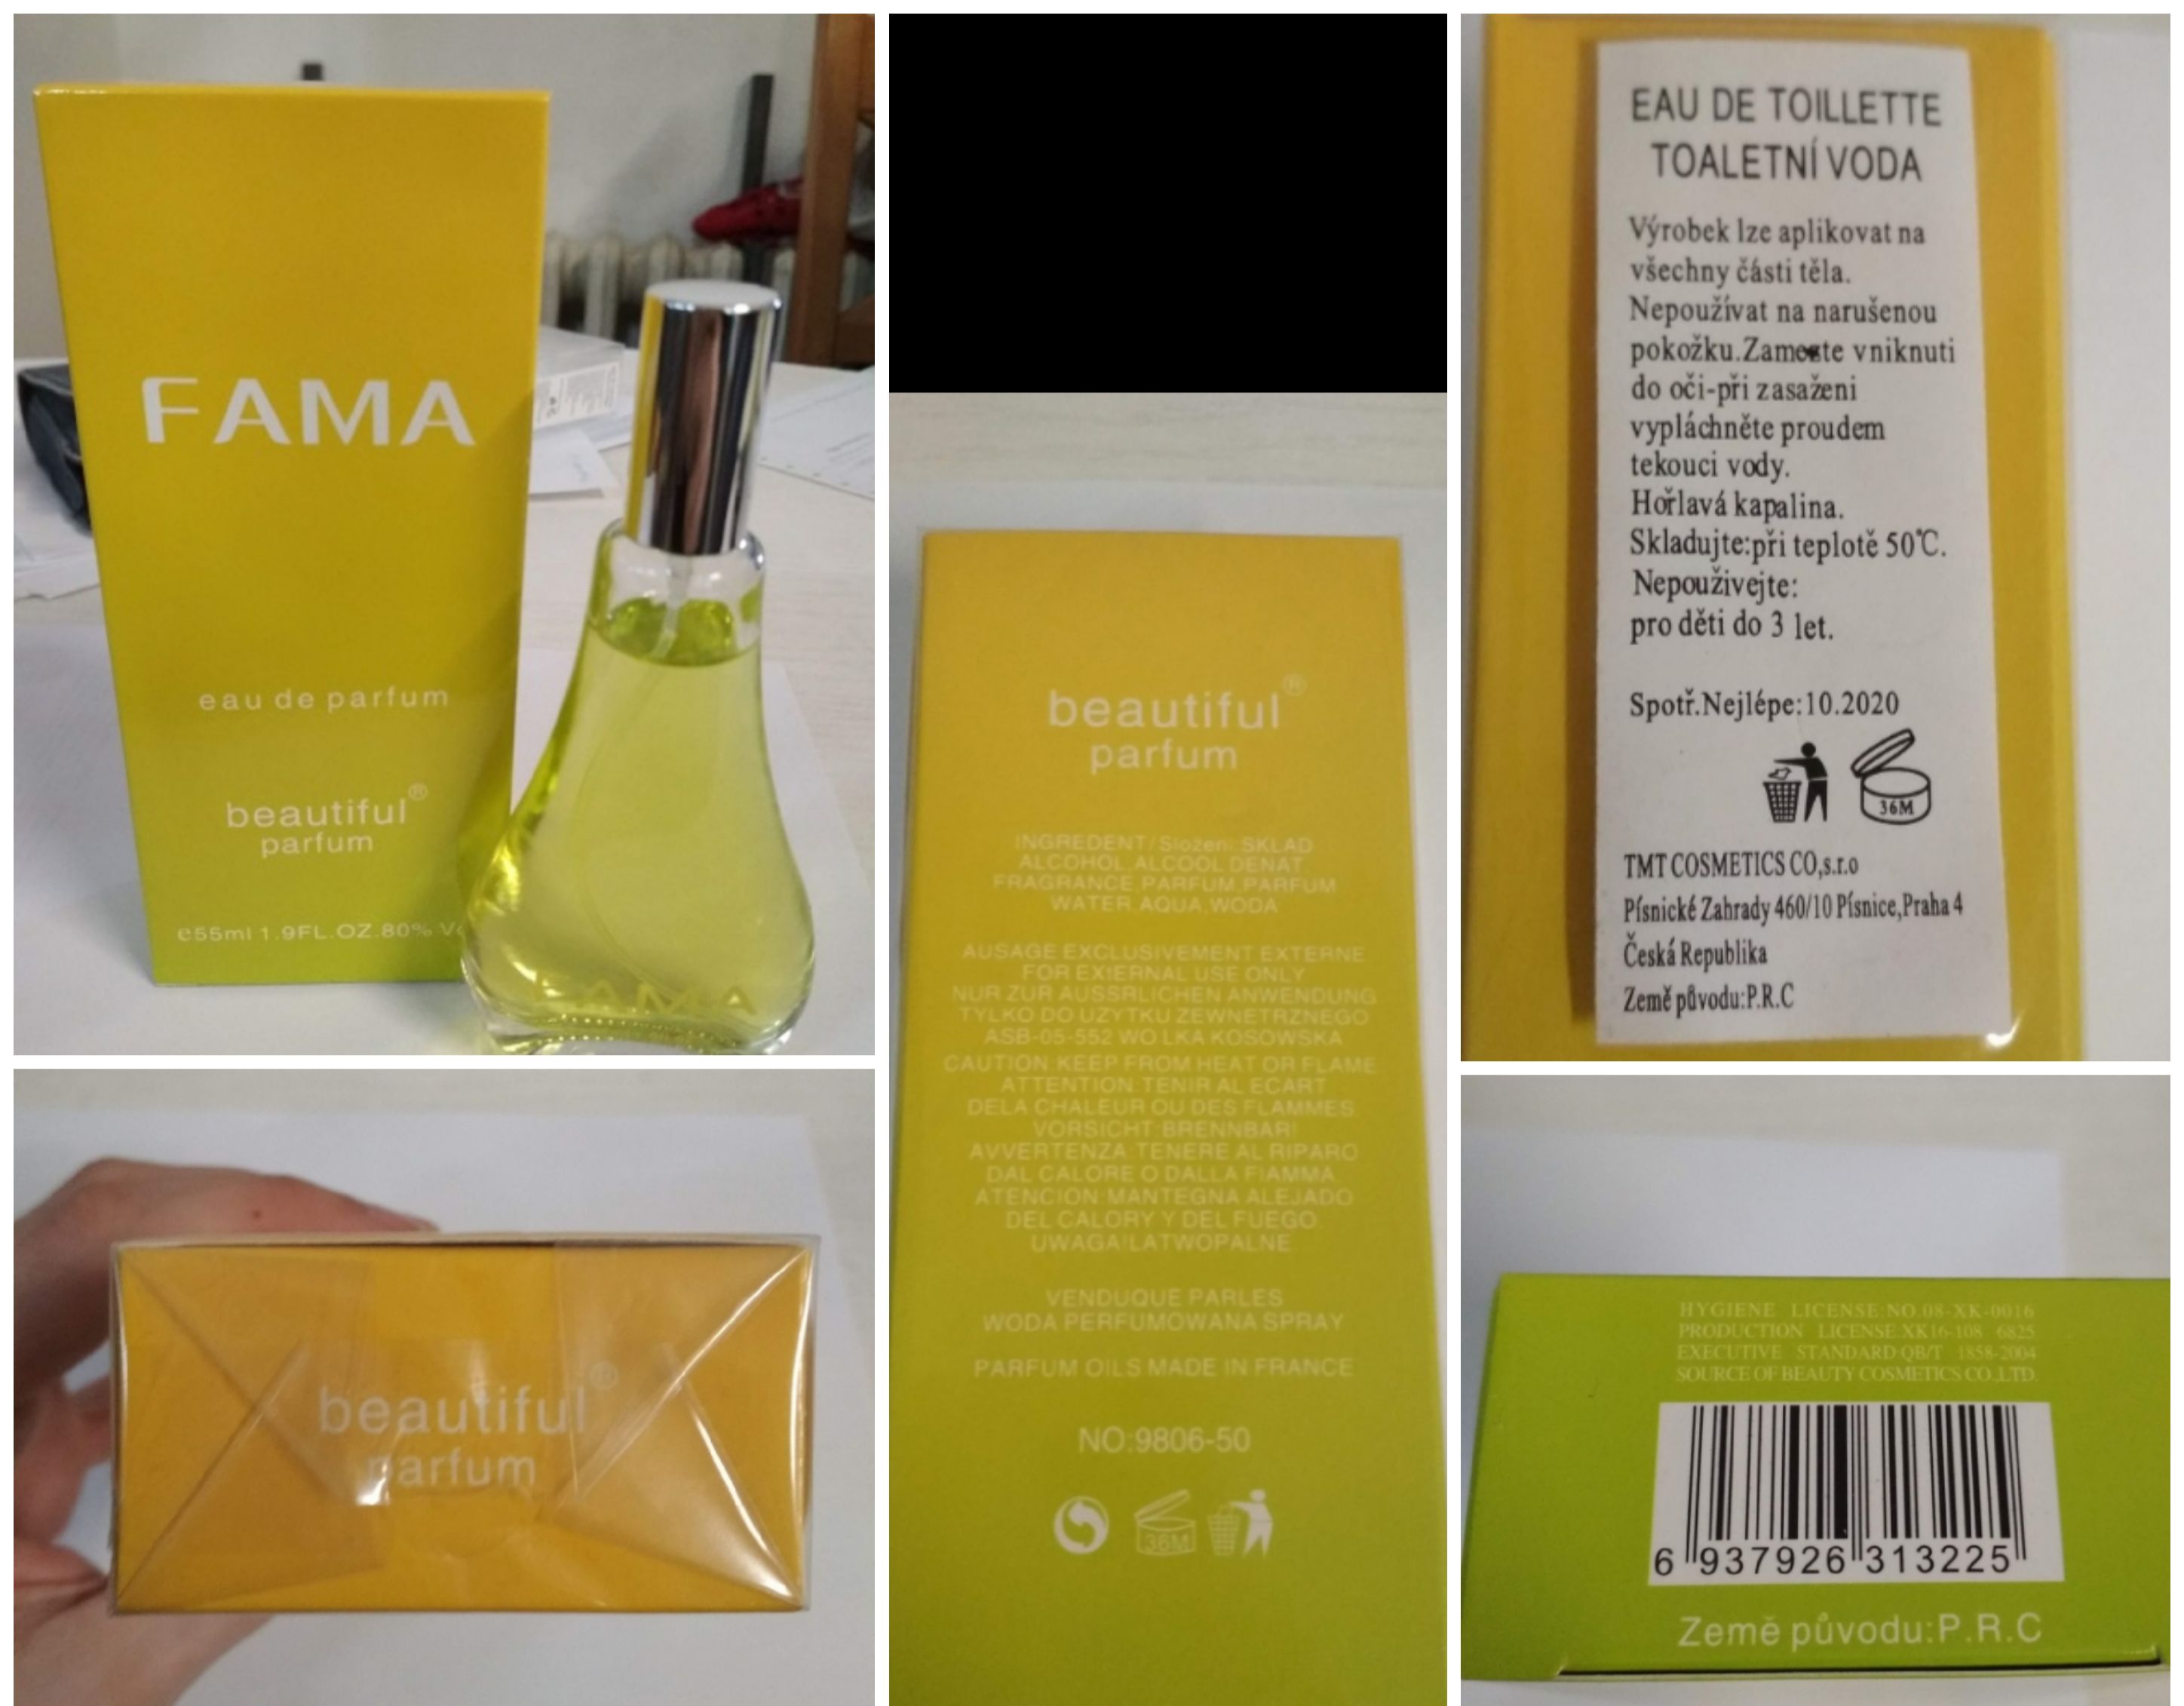 FAMA
eau de parfum
beautiful®
parfum
℮55ml 1.9FL.OZ.80%
FAMA
beautiful®
parfum
beautiful®
parfum
INGREDENT/Složení:SKLAD
ALCOHOL.ALCOOL DENAT.
FRAGRANCE.PARFUM.PARFUM
WATER.AQUA.WODA
AUSAGE EXCLUSIVEMENT EXTERNE
FOR EXIERNAL USE ONLY
NUR ZUR AUSSRLICHEN ANWENDUNG
TYLKO DO UZYTKU ZEWNETRZNEGO
ASB-05-552 WO LKA KOSOWSKA
CAUTION:KEEP FROM HEAT OR FLAME
ATTENTION:TENIR AL ECART
DELA CHALEUR OU DES FLAMMES.
VORSICHT:BRENNBAR!
AVVERTENZA:TENERE AL RIPARO
DAL CALORE O DALLA FIAMMA.
ATENCION:MANTEGNA ALEJADO
DEL CALORY Y DEL FUEGO.
UWAGA!LATWOPALNE
VENDUQUE PARLES
WODA PERFUMOWANA SPRAY
PARFUM OILS MADE IN FRANCE
NO:9806-50
36M
EAU DE TOILLETTE
TOALETNÍ VODA
Výrobek lze aplikovat na
všechny části těla.
Nepoužívat na narušenou
pokožku. vniknuti
do oči-při zasaženi
vypláchněte proudem
tekouci vody.
Hořlavá kapalina.
Skladujte:při teplotě 50℃.
Nepouživejte:
pro děti do 3 let.
Spotř.Nejlépe:10.2020
36M
TMT COSMETICS CO,s.r.o
Písnické Zahrady 460/10 Písnice,Praha 4
Česká Republika
Země původu:P.R.C
HYGIENE LICENSE:NO.08-XK-0016
PRODUCTION LICENSE:XK16-108 6825
EXECUTIVE STANDARD:QB/T 1858-2004
SOURCE OF BEAUTY COSMETICS CO.,LTD.
6 937926 313225
Země původu:P.R.C